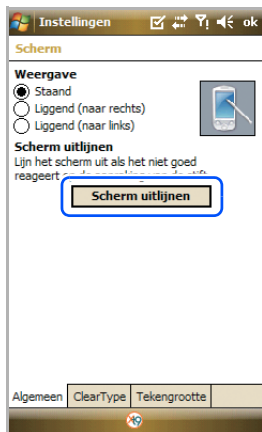 Instellingen ok
Scherm
Weergave
Staand
Liggend (naar rechts)
Liggend (naar links)
Scherm uitlijnen
Lijn het scherm uit als het niet goed
reageert
Scherm uitlijnen
Algemeen ClearType Tekengrootte